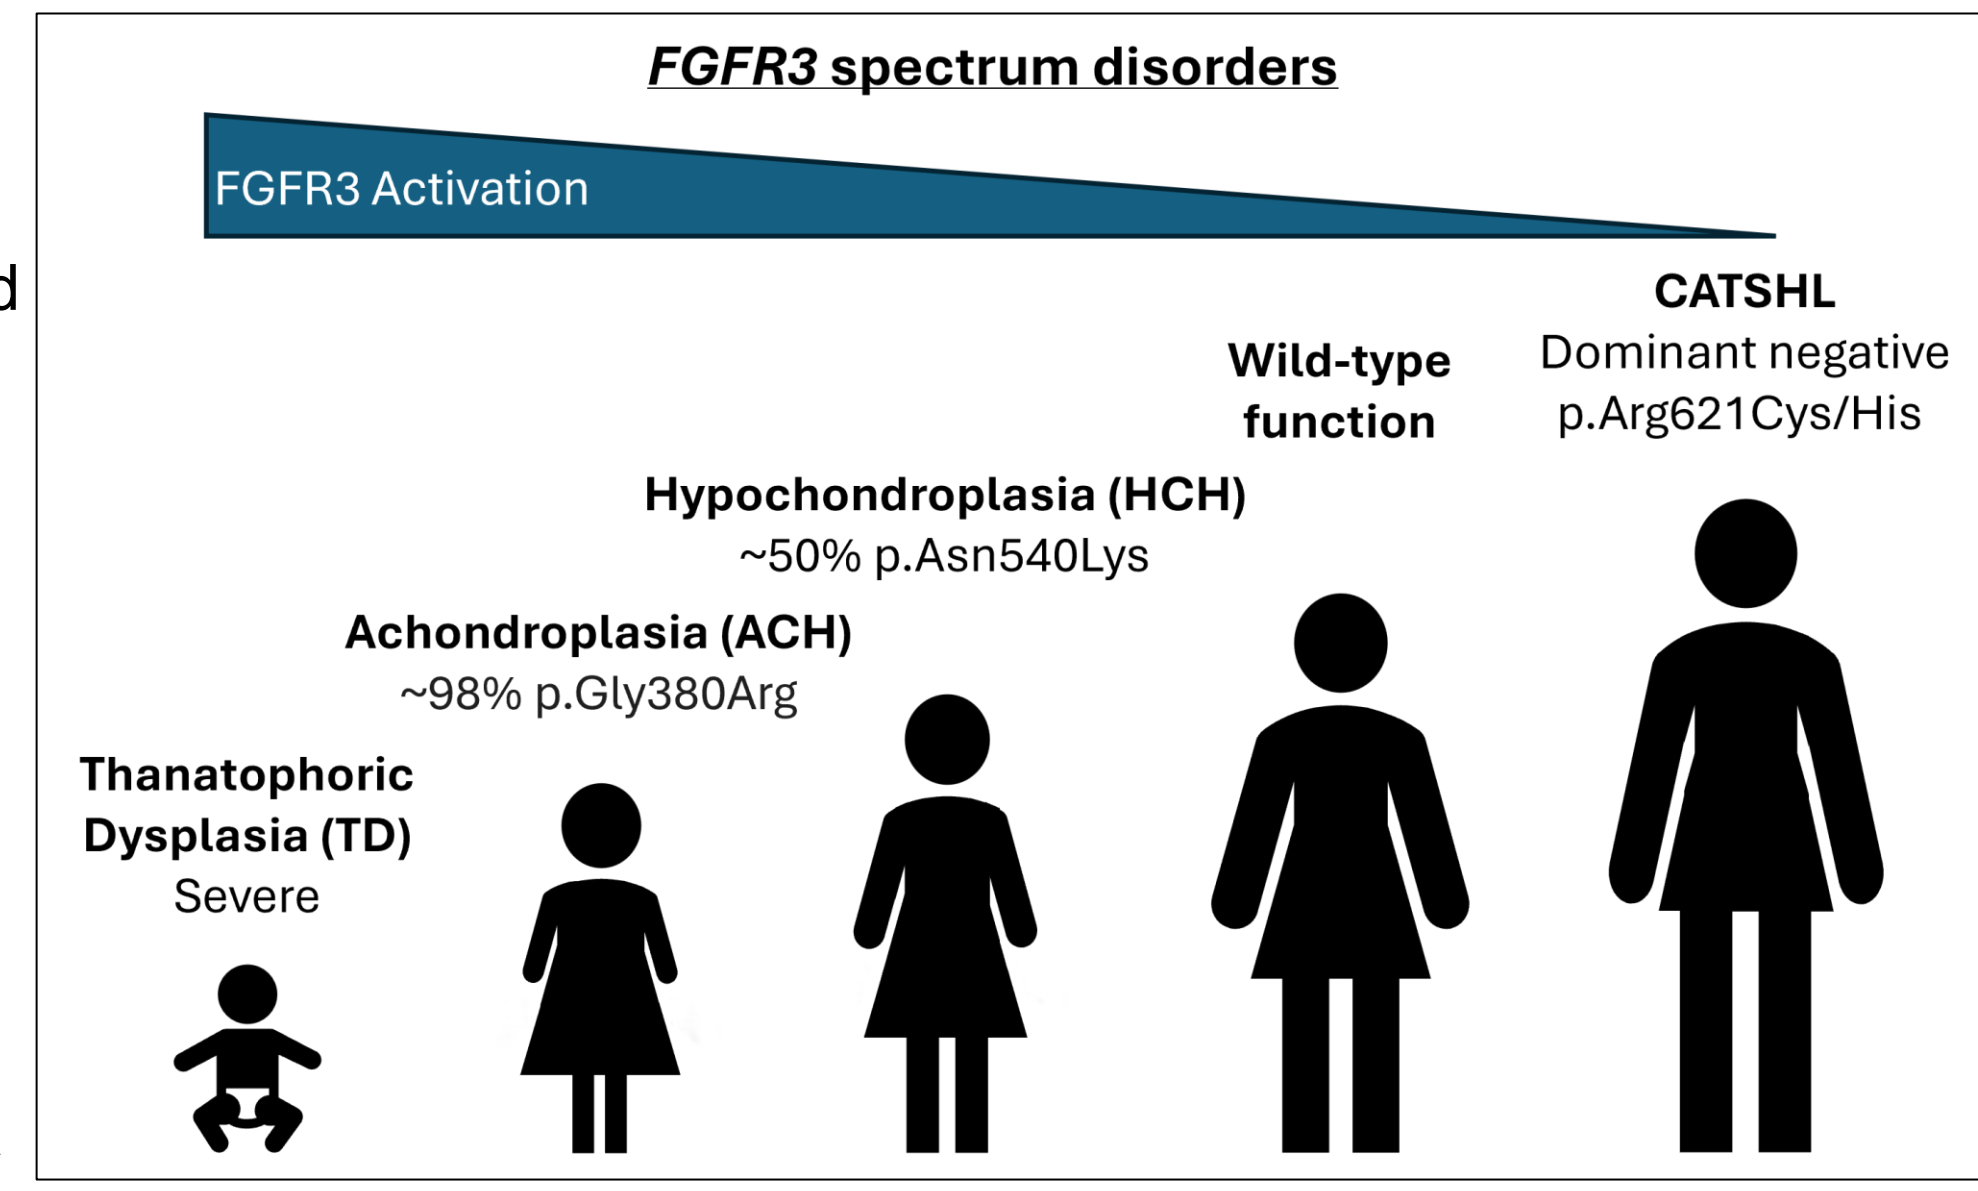 FGFR3 spectrum disorders
FGFR3 Activation
d
CATSHL
Dominant negative
p.Arg621Cys/His
Wild-type
function
Hypochondroplasia (HCH)
~50% p.Asn540Lys
Achondroplasia (ACH)
~98% p.Gly380Arg
Thanatophoric
Dysplasia (TD)
Severe